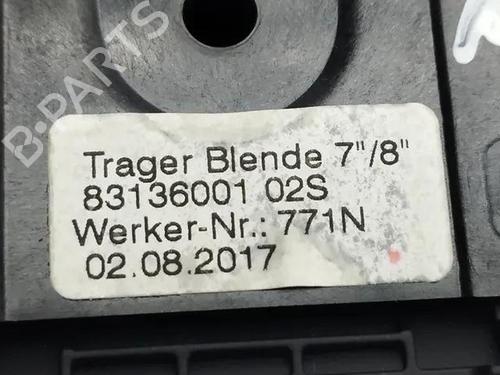 B-PARTS
Trager Blende 7"/8"
83136001 02S
Werker-Nr.: 771N
02.08.2017